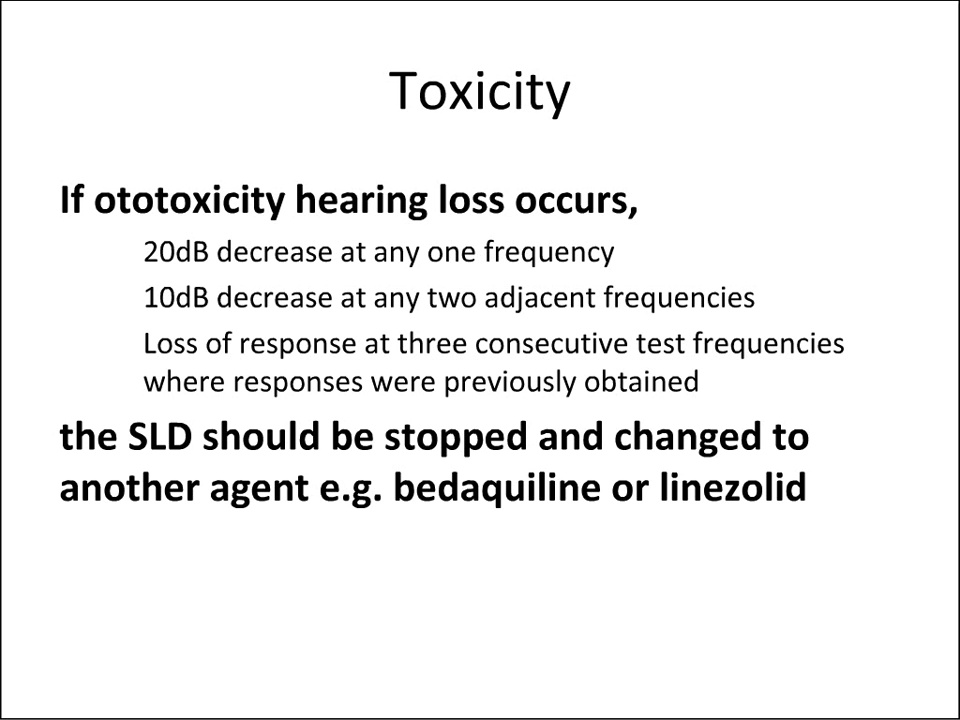 Toxicity
If ototoxicity hearing loss occurs,
20dB decrease at any one frequency
10dB decrease at any two adjacent frequencies
Loss of response at three consecutive test frequencies
where responses were previously obtained
the SLD should be stopped and changed to
another agent e.g. bedaquiline or linezolid